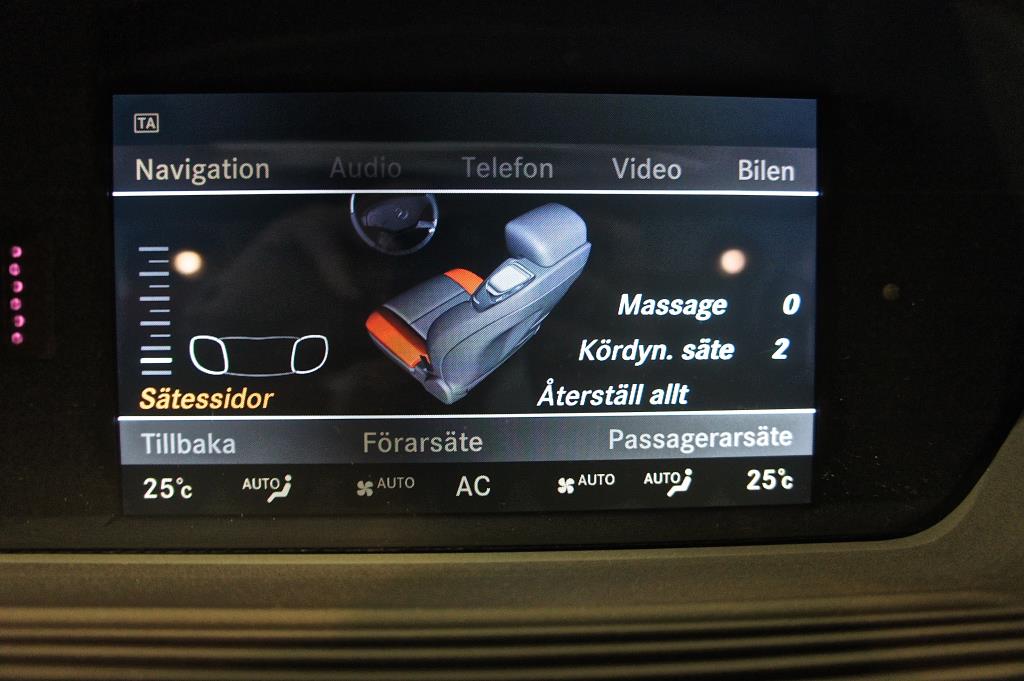 TA
Navigation Audio Telefon Video Bilen
Massage 0
Kördyn. säte 2
Sätessidor Återställ allt
Tillbaka Förarsäte Passagerarsäte
25°c AUTO AUTO AC AUTO AUTO 25°c